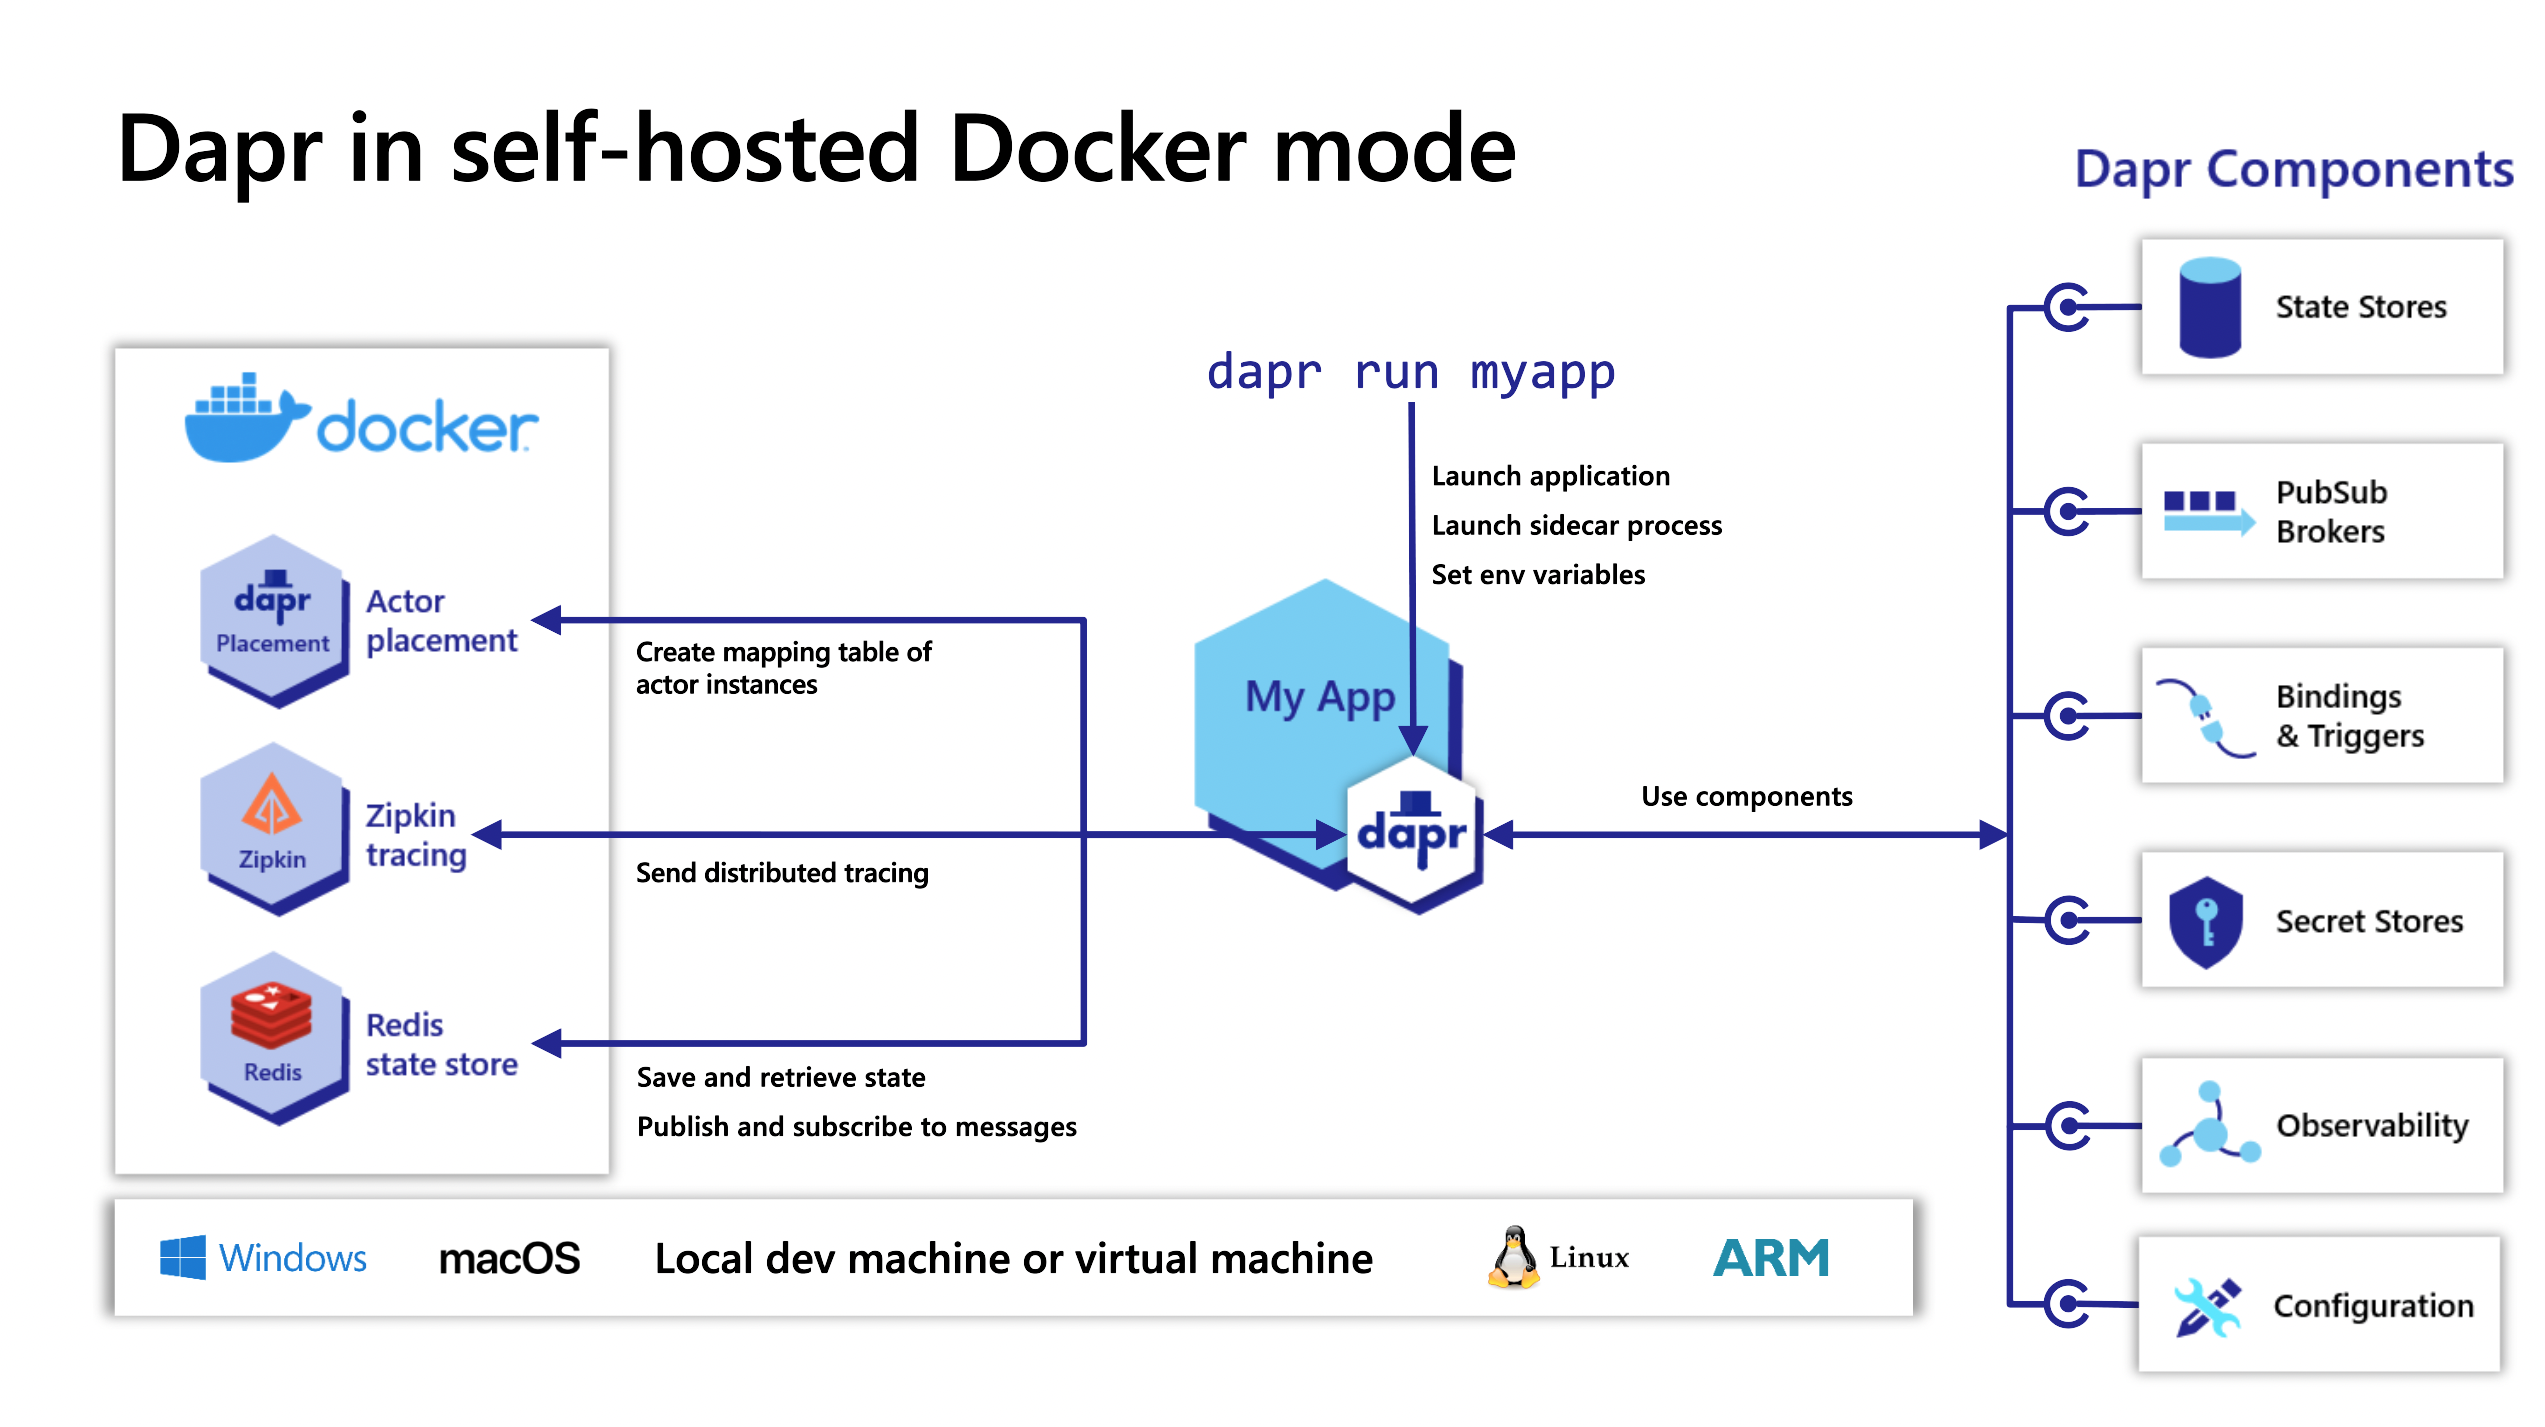 Dapr in self-hosted Docker mode
Dapr Components
docker
dapr
Placement
Actor
placement
Zipkin
Zipkin
tracing
Redis
Redis
state store
Create mapping table of
actor instances
Send distributed tracing
Save and retrieve state
Publish and subscribe to messages
dapr run myapp
Launch application
Launch sidecar process
Set env variables
My App
dapr
Use components
State Stores
PubSub
Brokers
Bindings
& Triggers
Secret Stores
Observability
Configuration
Windows
macOS
Local dev machine or virtual machine
Linux
ARM